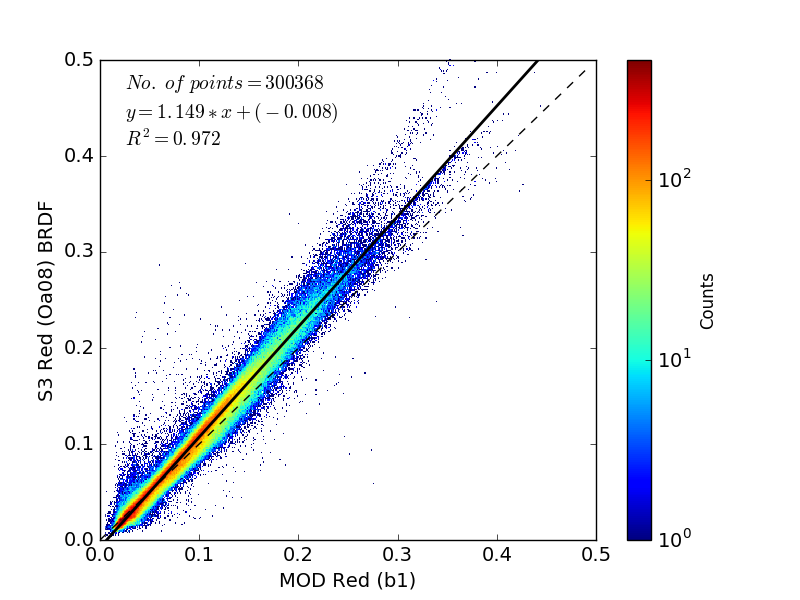 No. of points = 300368
y = 1.149 * x + ( − 0.008)
R² = 0.972
0.5
0.4
0.3
0.2
0.1
0.0
0.0 0.1 0.2 0.3 0.4 0.5
MOD Red (b1)
S3 Red (Oa08) BRDF
10²
10¹
10⁰
Counts